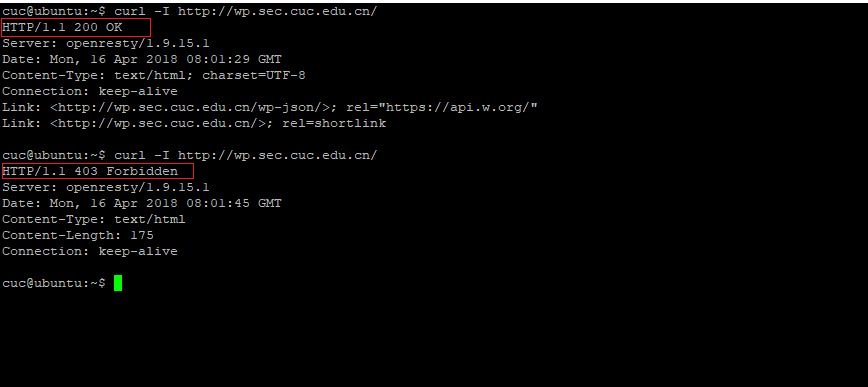 cuc@ubuntu:~$ curl -I http://wp.sec.cuc.edu.cn/
HTTP/1.1 200 OK
Server: openresty/1.9.15.1
Date: Mon, 16 Apr 2018 08:01:29 GMT
Content-Type: text/html; charset=UTF-8
Connection: keep-alive
Link: <http://wp.sec.cuc.edu.cn/wp-json/>; rel="https://api.w.org/"
Link: <http://wp.sec.cuc.edu.cn/>; rel=shortlink
cuc@ubuntu:~$ curl -I http://wp.sec.cuc.edu.cn/
HTTP/1.1 403 Forbidden
Server: openresty/1.9.15.1
Date: Mon, 16 Apr 2018 08:01:45 GMT
Content-Type: text/html
Content-Length: 175
Connection: keep-alive
cuc@ubuntu:~$